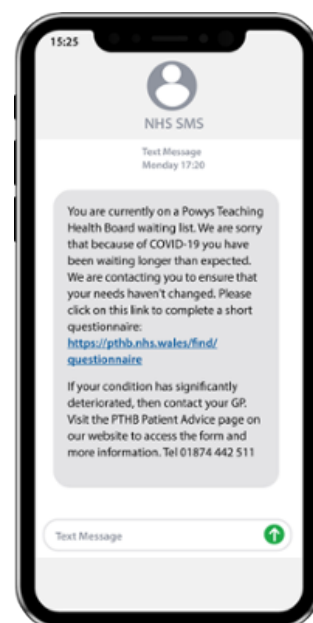 15:25
NHS SMS
Text Message
Monday 17:20
You are currently on a Powys Teaching
Health Board waiting list. We are sorry
that because of COVID-19 you have
been waiting longer than expected.
We are contacting you to ensure that
your needs haven't changed. Please
click on this link to complete a short
questionnaire:
https://pthb.nhs.wales/find/
questionnaire
If your condition has significantly
deteriorated, then contact your GP.
Visit the PTHB Patient Advice page on
our website to access the form and
more information. Tel 01874 442 511
Text Message